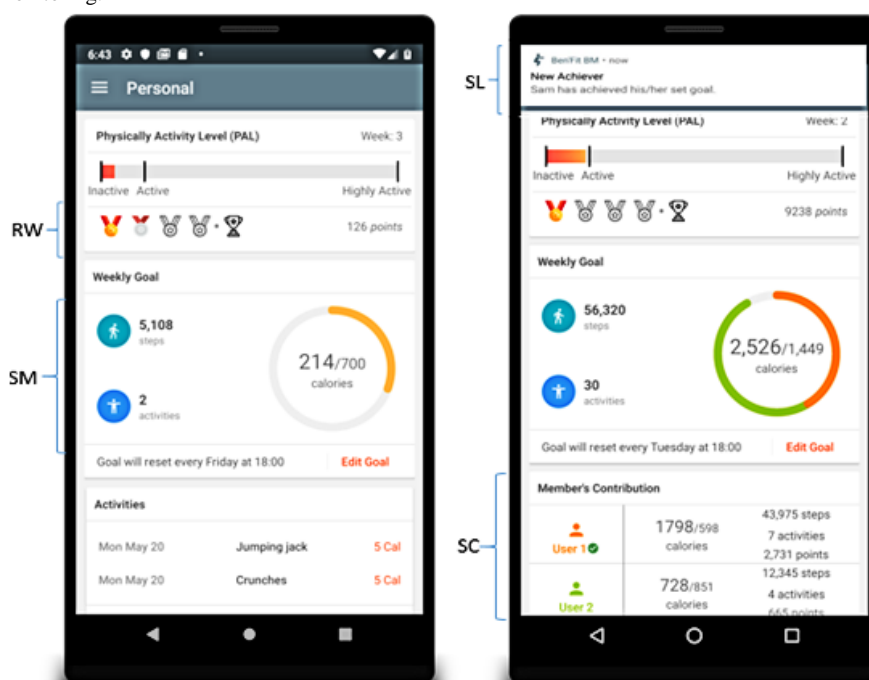 6:43
Personal
Physically Activity Level (PAL) Week: 3
Inactive Active Highly Active
RW
126 points
Weekly Goal
5,108
steps
SM
214/700
calories
2
activities
Goal will reset every Friday at 18:00 Edit Goal
Activities
Mon May 20 Jumping jack 5 Cal
Mon May 20 Crunches 5 Cal
SL
BeniFit BM • now
New Achiever
Sam has achieved his/her set goal.
Physically Activity Level (PAL) Week: 2
Inactive Active Highly Active
9238 points
Weekly Goal
56,320
steps
2,526/1,449
calories
30
activities
Goal will reset every Tuesday at 18:00 Edit Goal
Member's Contribution
SC
User 1
1798/598
calories
43,975 steps
7 activities
2,731 points
User 2
728/851
calories
12,345 steps
4 activities
665 points